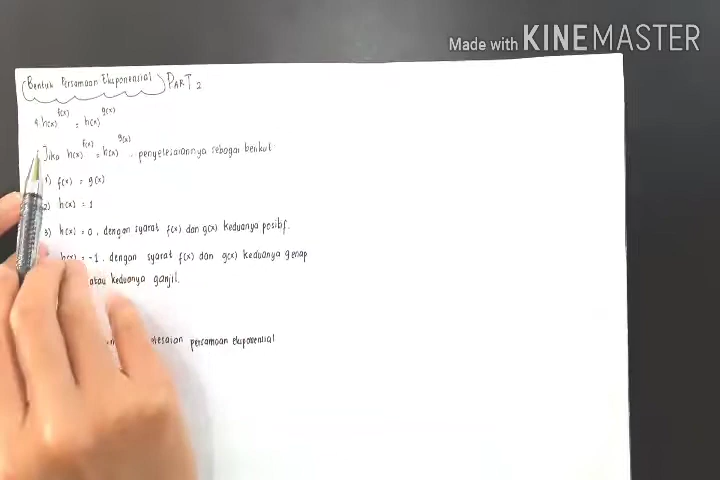 Made with KINEMASTER
Bentuk Persamaan Eksponensial PART 2
4. h(x)^f(x) = h(x)^g(x)
Jika h(x)^f(x) = h(x)^g(x), penyelesaiannya sebagai berikut
1) f(x) = g(x)
2) h(x) = 1
3) h(x) = 0, dengan syarat f(x) dan g(x) keduanya positif.
h(x) = -1, dengan syarat f(x) dan g(x) keduanya genap
atau keduanya ganjil.
persamaan eksponensial